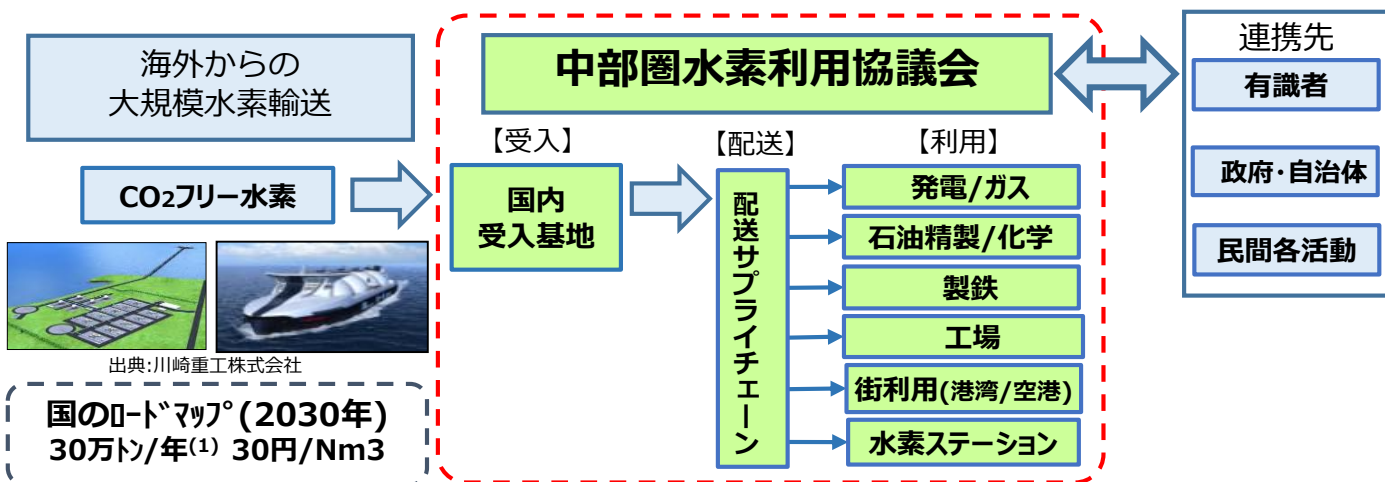 海外からの
大規模水素輸送
CO2フリー水素
出典:川崎重工株式会社
国のﾛｰﾄﾞﾏｯﾌﾟ(2030年)
30万ﾄﾝ/年(1) 30円/Nm3
中部圏水素利用協議会
【受入】
国内
受入基地
【配送】
配送サプライチェーン
【利用】
発電/ガス
石油精製/化学
製鉄
工場
街利用(港湾/空港)
水素ステーション
連携先
有識者
政府・自治体
民間各活動